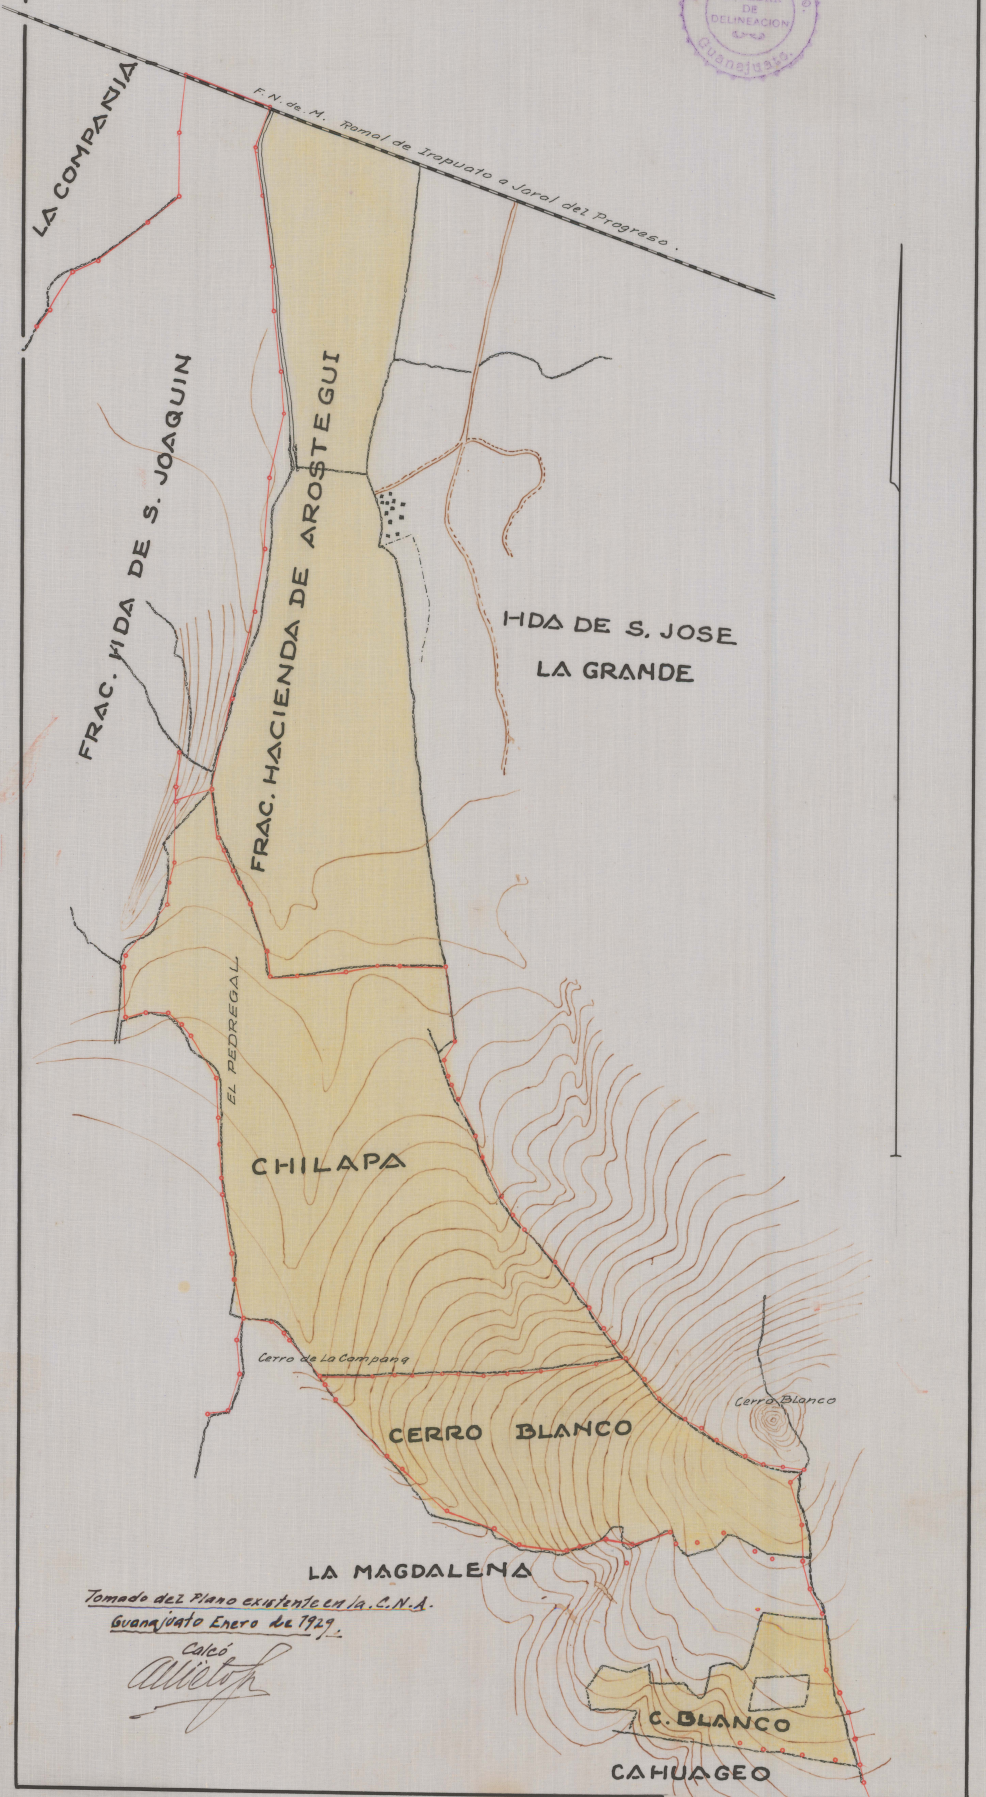 DE
DELINEACION
Guanajuato.
LA COMPAÑIA
F.N. de. M. Ramal de Irapuato a Jaral del Progreso.
FRAC. HDA DE S. JOAQUIN
FRAC. HACIENDA DE AROSTEGUI
HDA DE S. JOSE
LA GRANDE
EL PEDREGAL
CHILAPA
Cerro de La Campana
Cerro Blanco
CERRO BLANCO
LA MAGDALENA
Tomado del Plano existente en la. C.N.A.
Guanajuato Enero de 1929.
Calcó
C. BLANCO
CAHUAGEO